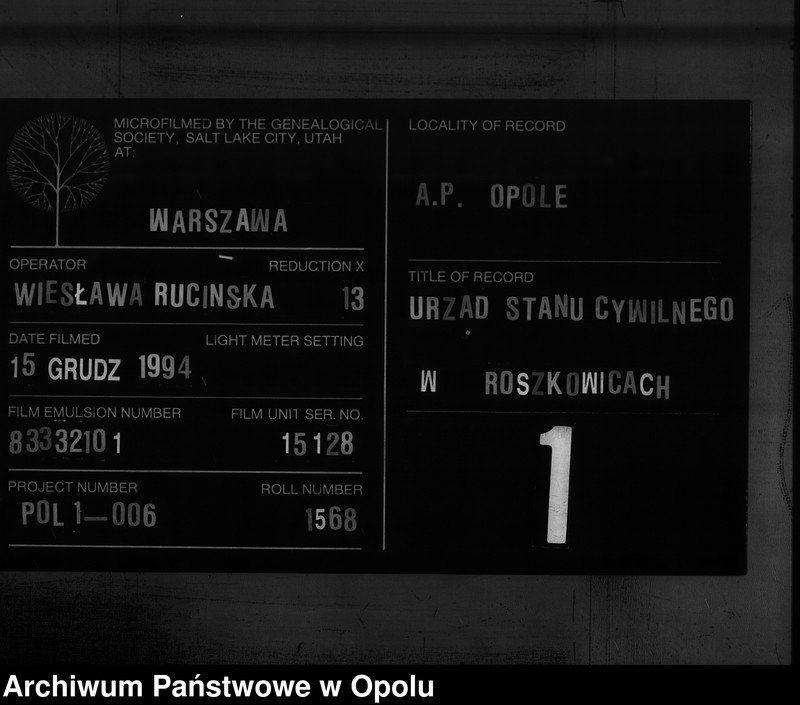 MICROFILMED BY THE GENEALOGICAL
SOCIETY, SALT LAKE CITY, UTAH
AT:
WARSZAWA
OPERATOR REDUCTION X
WIESŁAWA RUCINSKA 13
DATE FILMED LIGHT METER SETTING
15 GRUDZ 1994
FILM EMULSION NUMBER FILM UNIT SER. NO.
83332101 15128
PROJECT NUMBER ROLL NUMBER
POL 1—006 1568
LOCALITY OF RECORD
A.P. OPOLE
TITLE OF RECORD
URZAD STANU CYWILNEGO
W ROSZKOWICACH
1
Archiwum Państwowe w Opolu